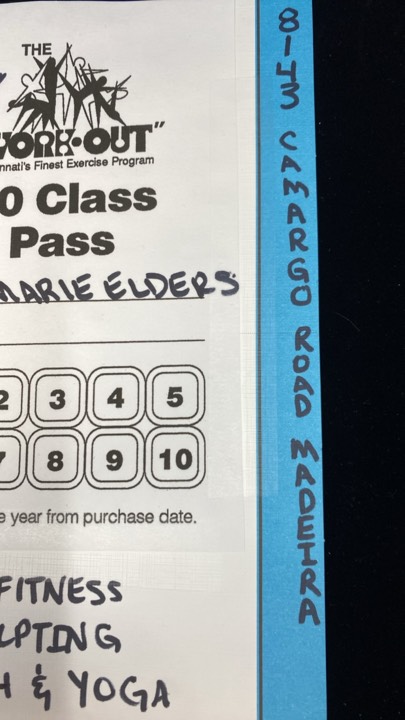 THE
WORK-OUT"
nnati's Finest Exercise Program
0 Class
Pass
MARIE ELDERS
2 3 4 5
7 8 9 10
e year from purchase date.
FITNESS
LPTING
H & YOGA
8143 CAMARGO ROAD MADEIRA